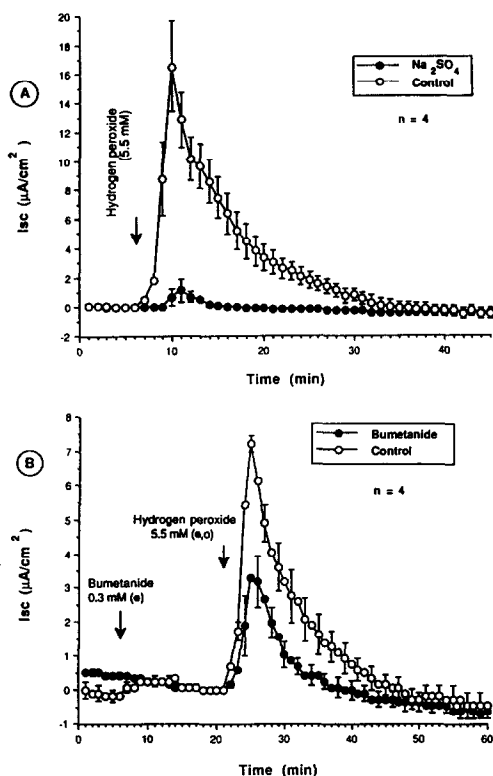 A
20
18
16
14
12
10
8
6
4
2
0
-2
Isc (μA/cm²)
Hydrogen peroxide
(5.5 mM)
Na₂SO₄
Control
n = 4
0 10 20 30 40
Time (min)
B
8
7
6
5
4
3
2
1
0
-1
Isc (μA/cm²)
Bumetanide
Control
n = 4
Hydrogen peroxide
5.5 mM (e,o)
Bumetanide
0.3 mM (e)
0 10 20 30 40 50 60
Time (min)